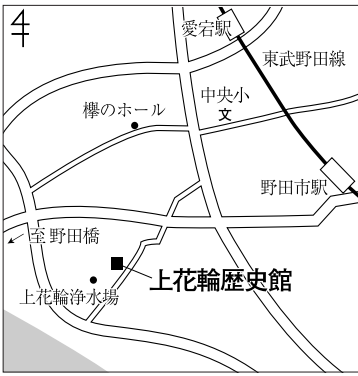 愛宕駅
東武野田線
中央小
文
欅のホール
野田市駅
至 野田橋
上花輪歴史館
上花輪浄水場